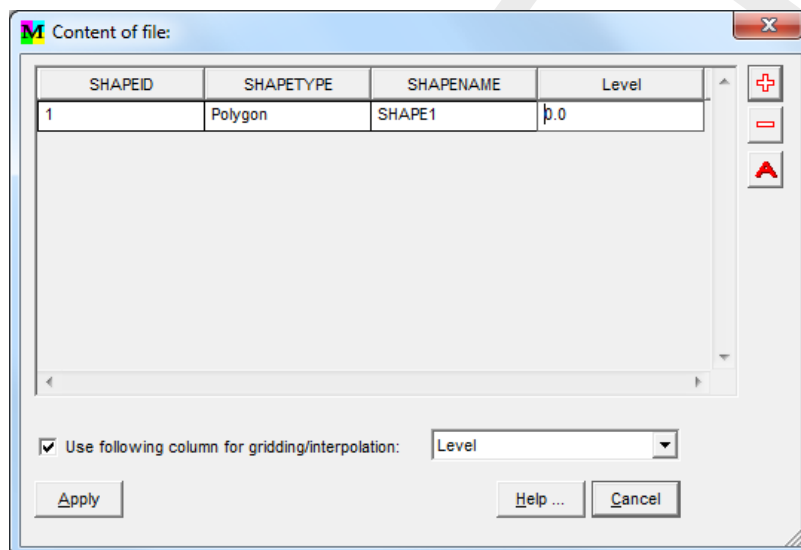 M Content of file:
SHAPEID SHAPETYPE SHAPENAME Level
1 Polygon SHAPE1 0.0
Use following column for gridding/interpolation: Level
Apply Help ... Cancel